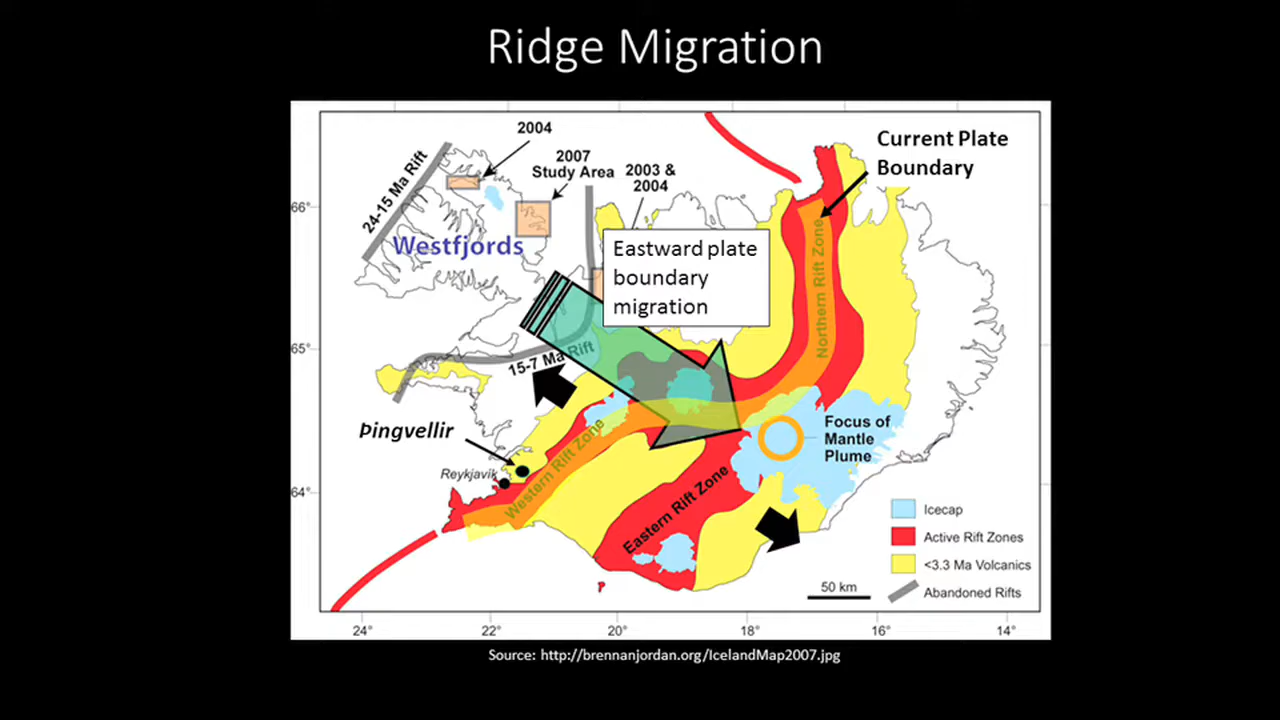 Ridge Migration
2004
2007
Study Area
2003 &
2004
Current Plate
Boundary
24-15 Ma Rift
66°
Westfjords
Eastward plate
boundary
migration
Northern Rift Zone
65°
15-7 Ma Rift
Þingvellir
Focus of
Mantle
Plume
Reykjavik
Western Rift Zone
64°
Eastern Rift Zone
Icecap
Active Rift Zones
<3.3 Ma Volcanics
50 km
Abandoned Rifts
24° 22° 20° 18° 16° 14°
Source: http://brennanjordan.org/IcelandMap2007.jpg